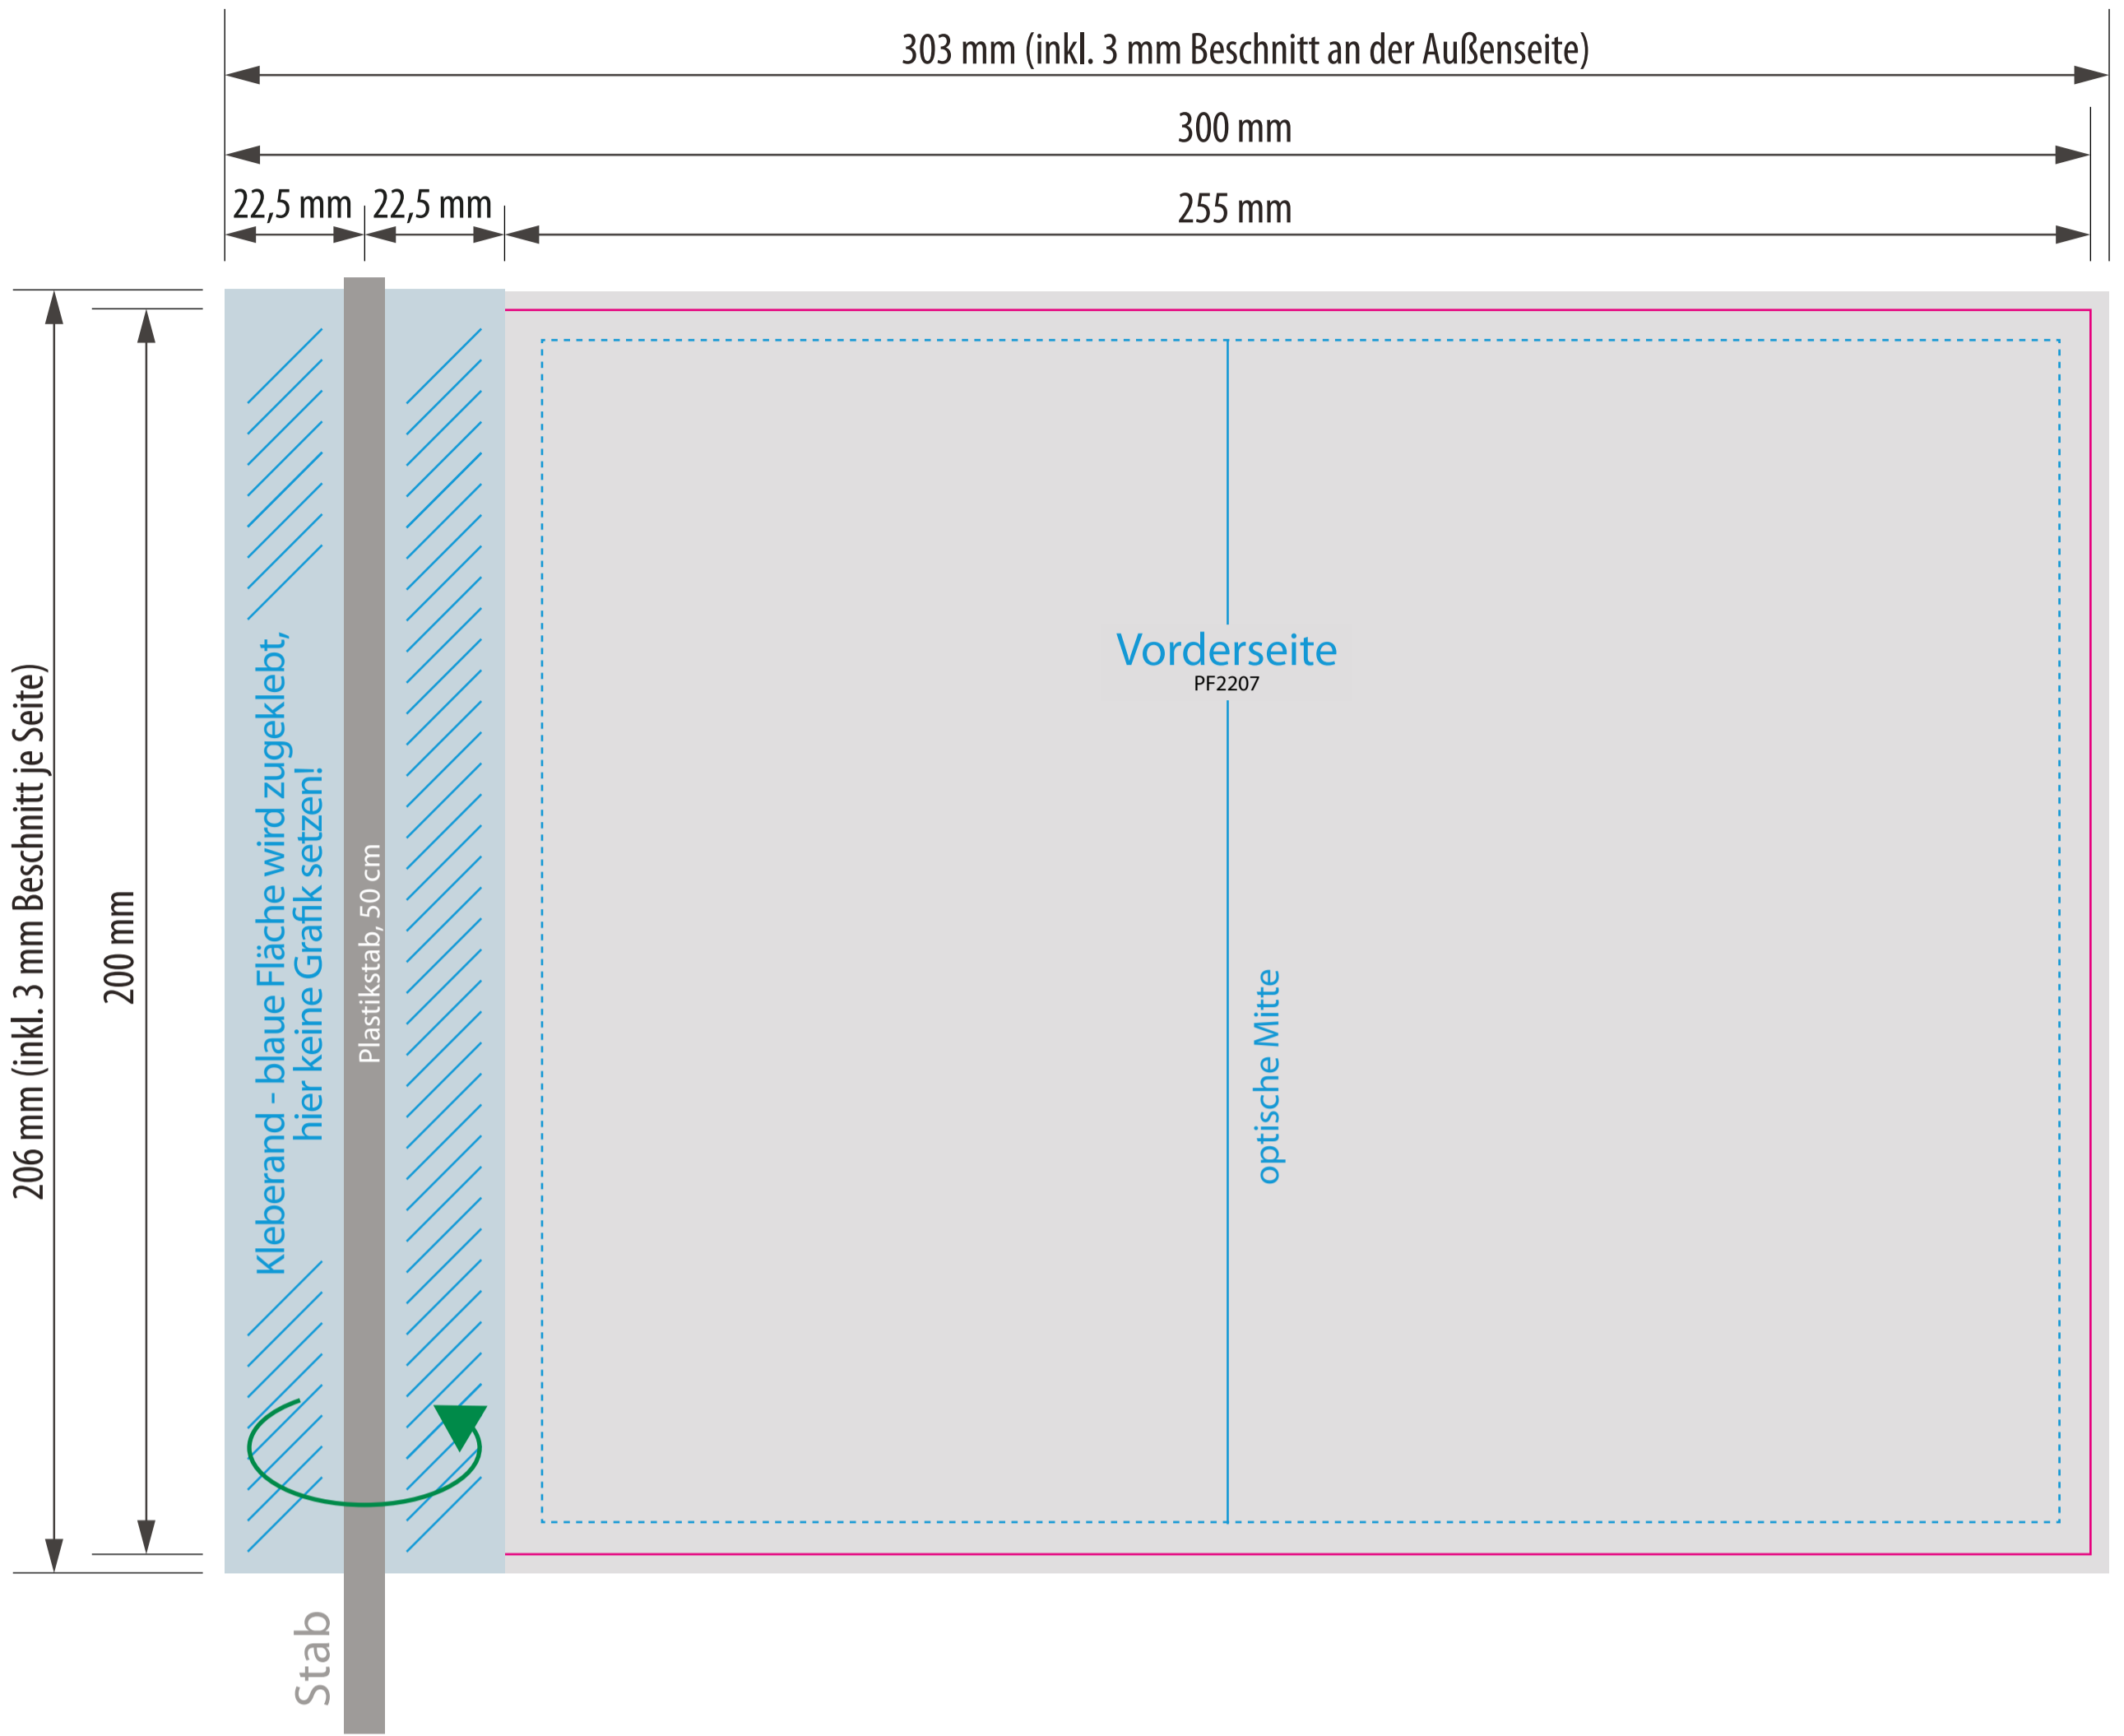 303 mm (inkl. 3 mm Beschnitt an der Außenseite)
300 mm
22,5 mm
22,5 mm
255 mm
206 mm (inkl. 3 mm Beschnitt je Seite)
200 mm
Kleberand - blaue Fläche wird zugeklebt,
hier keine Grafik setzen!
Plastikstab, 50 cm
Vorderseite
PF2207
optische Mitte
Stab